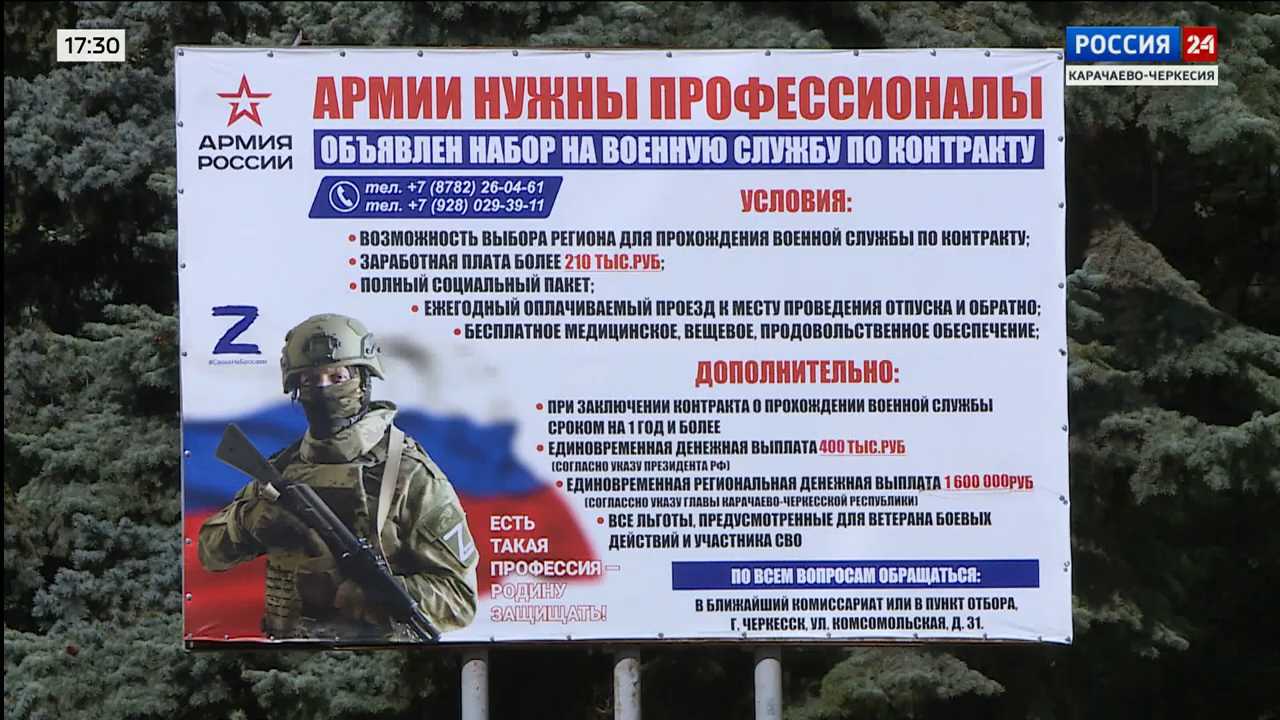 17:30
РОССИЯ 24
КАРАЧАЕВО-ЧЕРКЕСИЯ
АРМИЯ
РОССИИ
АРМИИ НУЖНЫ ПРОФЕССИОНАЛЫ
ОБЪЯВЛЕН НАБОР НА ВОЕННУЮ СЛУЖБУ ПО КОНТРАКТУ
тел. +7 (8782) 26-04-61
тел. +7 (928) 029-39-11
УСЛОВИЯ:
• ВОЗМОЖНОСТЬ ВЫБОРА РЕГИОНА ДЛЯ ПРОХОЖДЕНИЯ ВОЕННОЙ СЛУЖБЫ ПО КОНТРАКТУ;
• ЗАРАБОТНАЯ ПЛАТА БОЛЕЕ 210 ТЫС.РУБ;
• ПОЛНЫЙ СОЦИАЛЬНЫЙ ПАКЕТ;
• ЕЖЕГОДНЫЙ ОПЛАЧИВАЕМЫЙ ПРОЕЗД К МЕСТУ ПРОВЕДЕНИЯ ОТПУСКА И ОБРАТНО;
• БЕСПЛАТНОЕ МЕДИЦИНСКОЕ, ВЕЩЕВОЕ, ПРОДОВОЛЬСТВЕННОЕ ОБЕСПЕЧЕНИЕ;
Z
#СвоихНеБросаем
ДОПОЛНИТЕЛЬНО:
• ПРИ ЗАКЛЮЧЕНИИ КОНТРАКТА О ПРОХОЖДЕНИИ ВОЕННОЙ СЛУЖБЫ
СРОКОМ НА 1 ГОД И БОЛЕЕ
• ЕДИНОВРЕМЕННАЯ ДЕНЕЖНАЯ ВЫПЛАТА 400 ТЫС.РУБ
(СОГЛАСНО УКАЗУ ПРЕЗИДЕНТА РФ)
• ЕДИНОВРЕМЕННАЯ РЕГИОНАЛЬНАЯ ДЕНЕЖНАЯ ВЫПЛАТА 1 600 000РУБ
(СОГЛАССНО УКАЗУ ГЛАВЫ КАРАЧАЕВО-ЧЕРКЕССКОЙ РЕСПУБЛИКИ)
• ВСЕ ЛЬГОТЫ, ПРЕДУСМОТРЕННЫЕ ДЛЯ ВЕТЕРАНА БОЕВЫХ
ДЕЙСТВИЙ И УЧАСТНИКА СВО
Z
ЕСТЬ
ТАКАЯ
ПРОФЕССИЯ —
РОДИНУ
ЗАЩИЩАТЬ!
ПО ВСЕМ ВОПРОСАМ ОБРАЩАТЬСЯ:
В БЛИЖАЙШИЙ КОМИССАРИАТ ИЛИ В ПУНКТ ОТБОРА,
Г. ЧЕРКЕССК, УЛ. КОМСОМОЛЬСКАЯ, Д. 31.